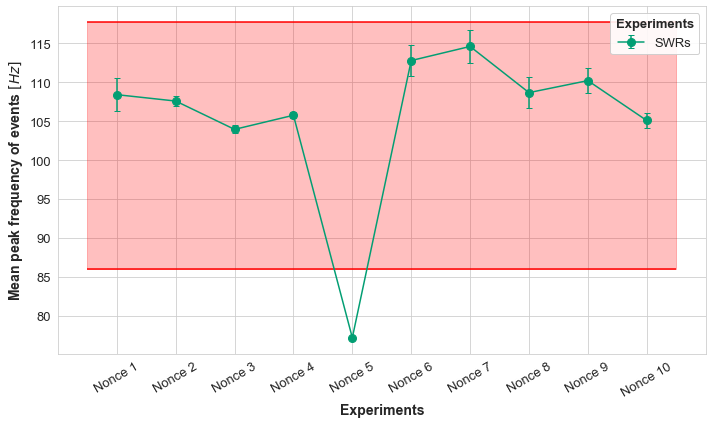 Experiments
SWRs
Mean peak frequency of events [Hz]
115
110
105
100
95
90
85
80
Nonce 1
Nonce 2
Nonce 3
Nonce 4
Nonce 5
Nonce 6
Nonce 7
Nonce 8
Nonce 9
Nonce 10
Experiments